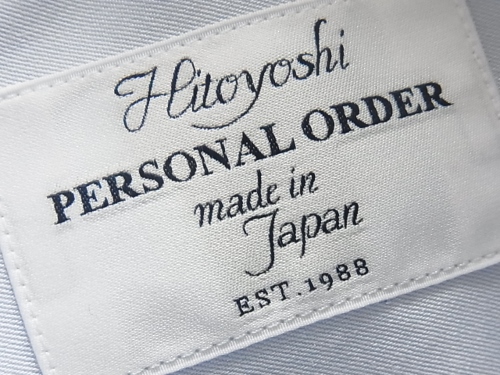 Hitoyoshi
PERSONAL ORDER
made in
Japan
EST.1988